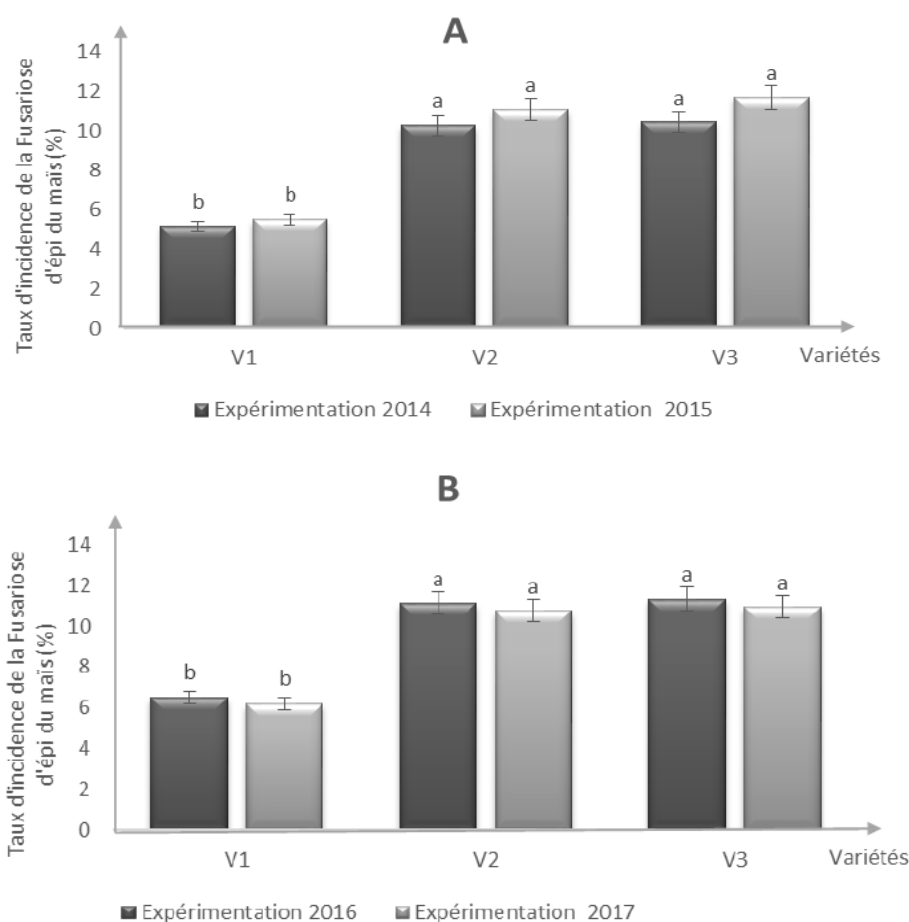 A
Taux d'incidence de la Fusariose
d'épi du maïs (%)
14
12
10
8
6
4
2
0
b
b
a
a
a
a
V1
V2
V3
Variétés
Expérimentation 2014
Expérimentation 2015
B
Taux d'incidence de la Fusariose
d'épi du maïs (%)
14
12
10
8
6
4
2
0
b
b
a
a
a
a
V1
V2
V3
Variétés
Expérimentation 2016
Expérimentation 2017